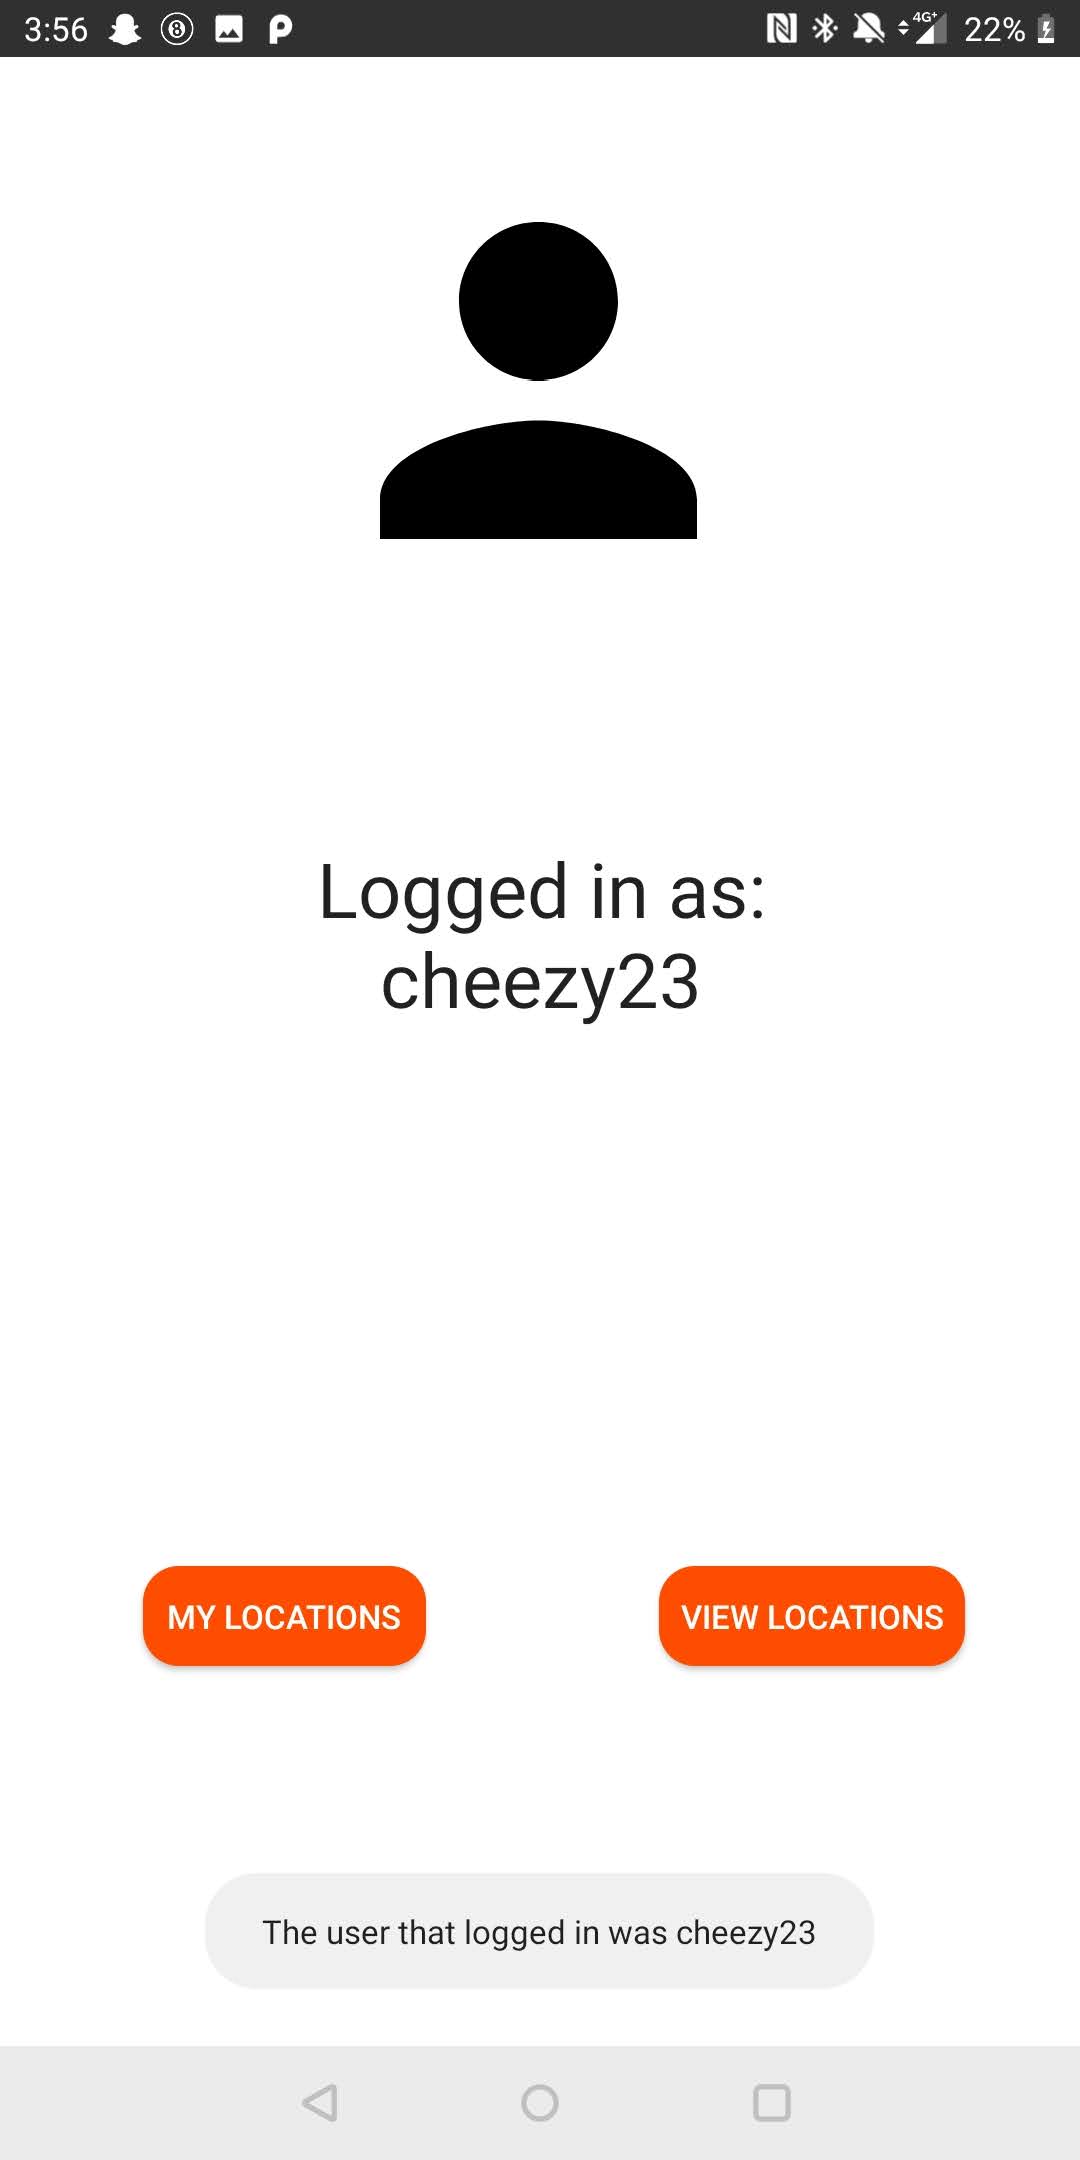 3:56
4G+ 22%
Logged in as:
cheezy23
MY LOCATIONS
VIEW LOCATIONS
The user that logged in was cheezy23